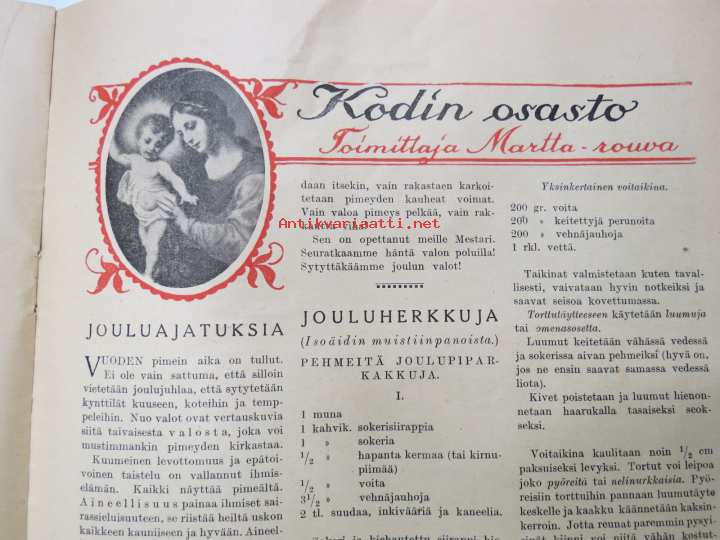 Kodin osasto
Toimittaja Martta-rouva
JOULUAJATUKSIA
VUODEN pimein aika on tullut.
Ei ole vain sattuma, että silloin
vietetään joulujuhlaa, että sytytetään
kynttilät kuuseen, koteihin ja temp-
peleihin. Nuo valot ovat vertauskuvia
siitä taivaisesta valosta, joka voi
mustimmankin pimeyden kirkastaa.
Kuumeinen levottomuus ja epätoi-
voinen taistelu on vallannut ihmis-
elämän. Kaikki näyttää pimeältä.
Aineellisuus painaa ihmiset sai-
rassieluisuuteen, se riistää heiltä uskon
kaikkeen kauniiseen ja hyvään. Aineel-
daan itsekin, vain rakastaen karkoi-
tetaan pimeyden kauheat voimat.
Vain valoa pimeys pelkää, vain rak-
Antikvariaatti.net
Sen on opettanut meille Mestari.
Seuratkaamme häntä valon poluilla!
Sytyttäkäämme joulun valot!
JOULUHERKKUJA
(Isoäidin muistiinpanoista.)
PEHMEITÄ JOULUPIPAR-
KAKKUJA.
I.
1 muna
1 kahvik. sokerisiirappia
1 » sokeria
1/2 » hapanta kermaa (tai kirnu-
piimää)
1/2 » voita
3 1/2 » vehnäjauhoja
2 tl. suudaa, inkivääriä ja kanelia.
Yksinkertainen voitaikina.
200 gr. voita
200 » keitettyjä perunoita
200 » vehnäjauhoja
1 rkl. vettä.
Taikinat valmistetaan kuten taval-
lisesti, vaivataan hyvin notkeiksi ja
saavat seisoa kovettumassa.
Torttutäytteeseen käytetään luumuja
tai omenasosetta.
Luumut keitetään vähässä vedessä
ja sokerissa aivan pehmeiksi (hyvä on,
jos ne ensin saavat samassa vedessä
liota).
Kivet poistetaan ja luumut hienon-
netaan haarukalla tasaiseksi seok-
seksi.
Voitaikina kaulitaan noin 1/2 cm
paksuiseksi levyksi. Tortut voi leipoa
joko pyöreitä tai nelinurkkaisia. Pyö-
reisiin torttuihin pannaan luumutäyte
keskelle ja kaakku käännetään kaksin-
kerroin. Jotta reunat paremmin pysyi-